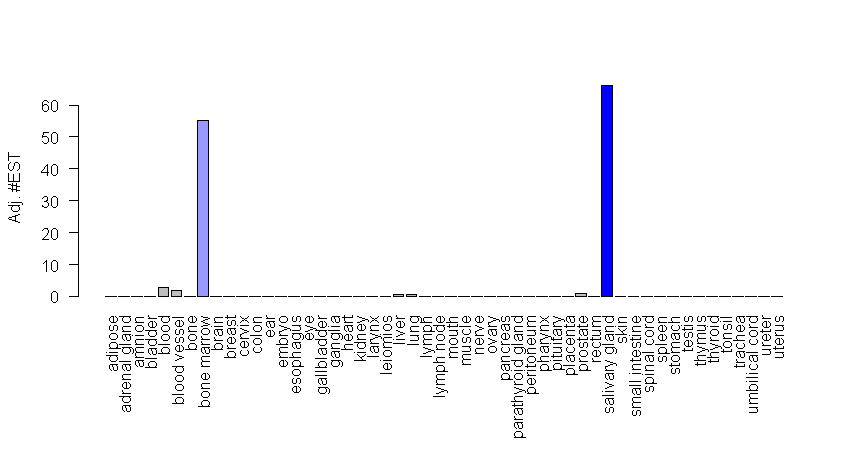 Adj. #EST
60
50
40
30
20
10
0
adipose
adrenal gland
amnion
bladder
blood
blood vessel
bone
bone marrow
brain
breast
cervix
colon
ear
embryo
esophagus
eye
gallbladder
ganglia
heart
kidney
larynx
leiomios
liver
lung
lymph
lymph node
mouth
muscle
nerve
ovary
pancreas
parathyroid gland
peritoneum
pharynx
pituitary
placenta
prostate
rectum
salivary gland
skin
small intestine
spinal cord
spleen
stomach
testis
thymus
thyroid
tonsil
trachea
umbilical cord
ureter
uterus